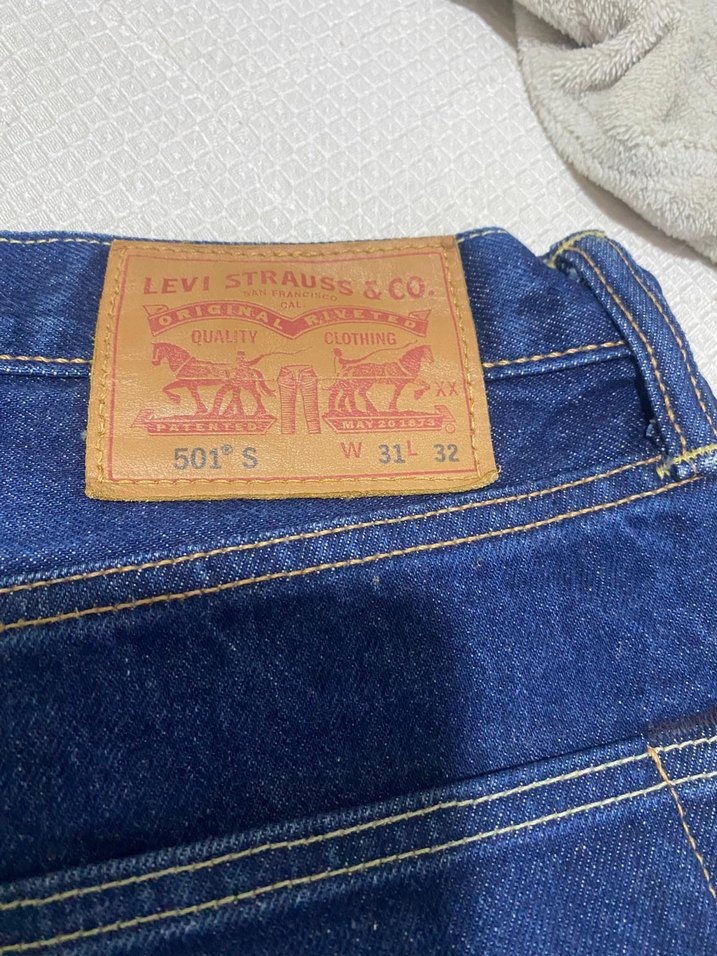 LEVI STRAUSS & CO.
SAN FRANCISCO
CAL.
ORIGINAL RIVETED
QUALITY CLOTHING
XX
PATENTED MAY 20 1873
501® S W 31 L 32
®